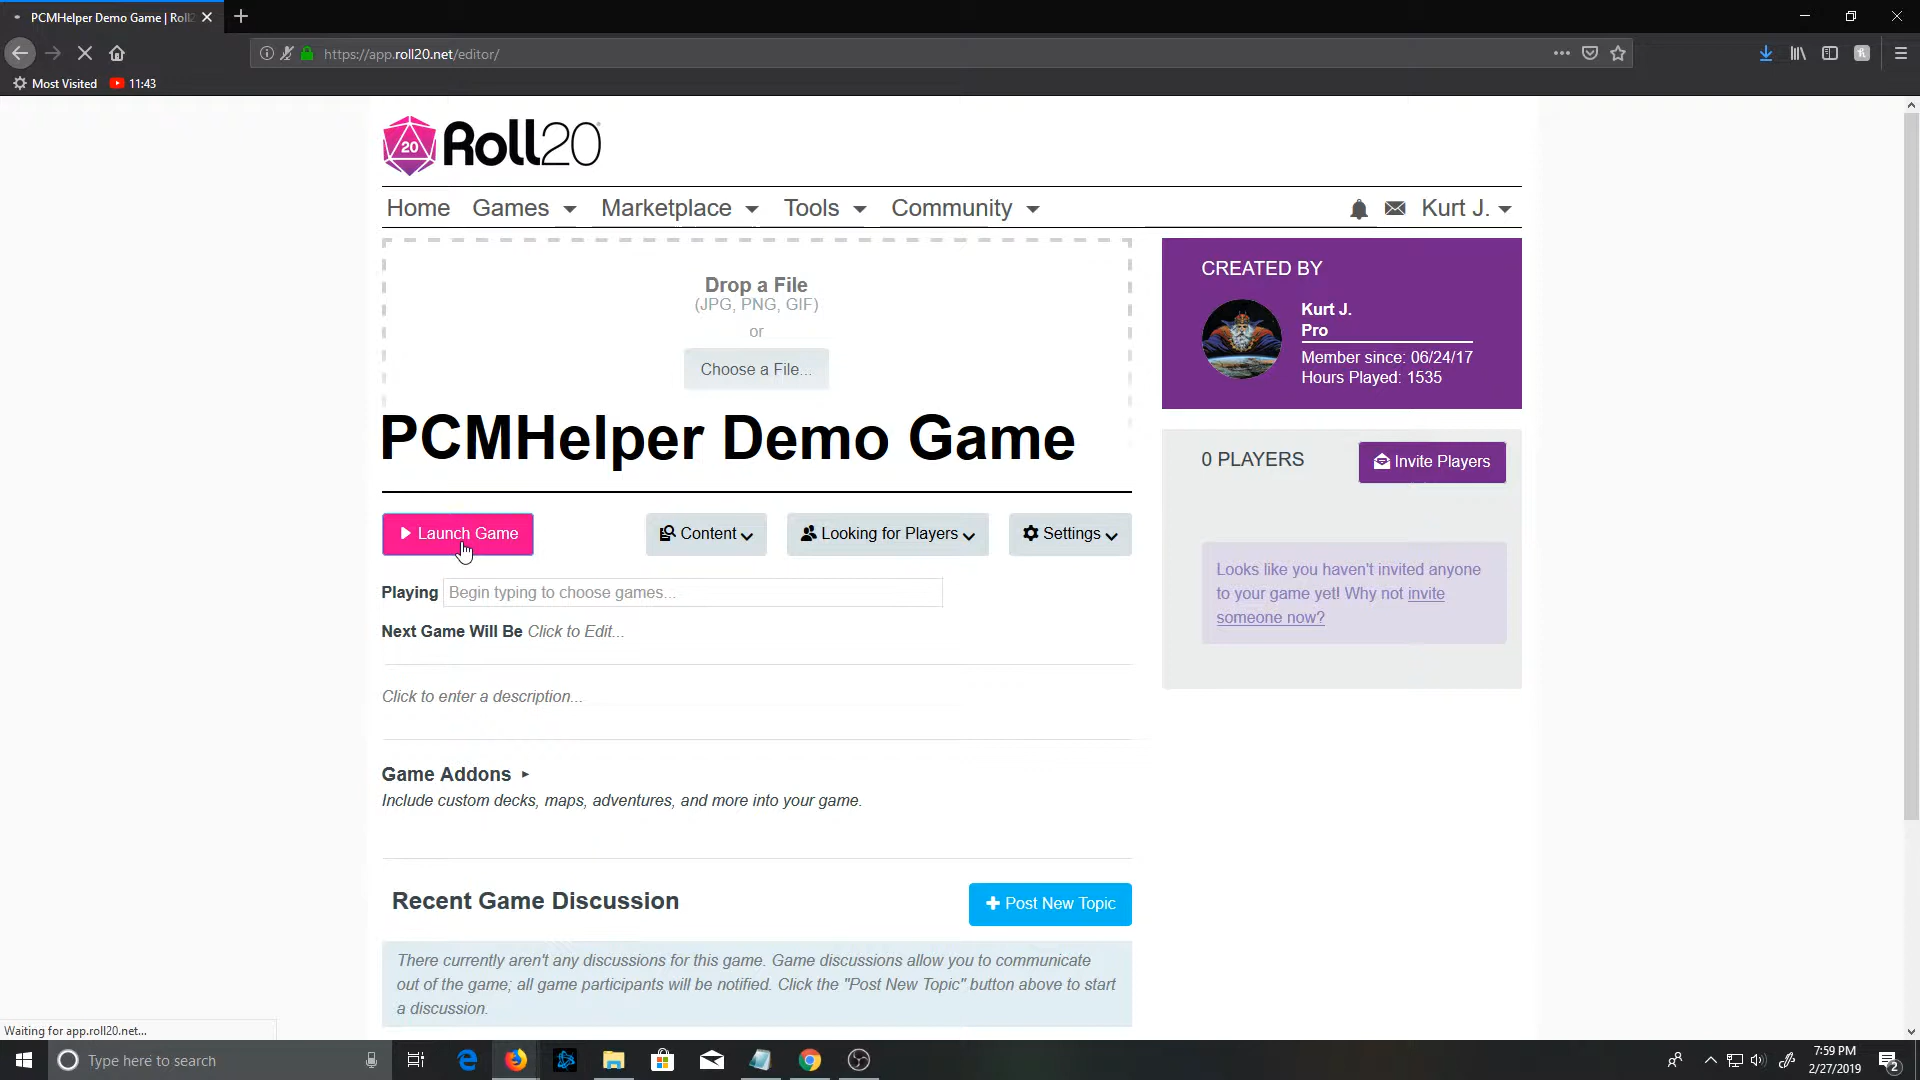 PCMHelper Demo Game | Roll2
https://app.roll20.net/editor/
Most Visited 11:43
20 Roll20
Home Games Marketplace Tools Community Kurt J.
Drop a File
(JPG, PNG, GIF)
or
Choose a File...
PCMHelper Demo Game
Launch Game Content Looking for Players Settings
Playing Begin typing to choose games...
Next Game Will Be Click to Edit...
Click to enter a description...
Game Addons
Include custom decks, maps, adventures, and more into your game.
Recent Game Discussion
Post New Topic
There currently aren't any discussions for this game. Game discussions allow you to communicate
out of the game; all game participants will be notified. Click the "Post New Topic" button above to start
a discussion.
CREATED BY
Kurt J.
Pro
Member since: 06/24/17
Hours Played: 1535
0 PLAYERS
Invite Players
Looks like you haven't invited anyone
to your game yet! Why not invite
someone now?
Waiting for app.roll20.net...
Type here to search
7:59 PM
2/27/2019
2